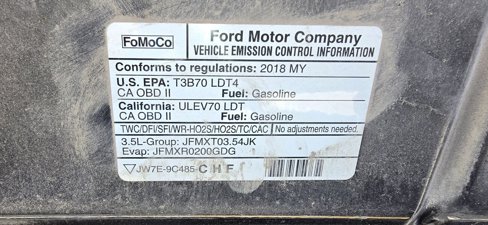 FoMoCo
Ford Motor Company
VEHICLE EMISSION CONTROL INFORMATION
Conforms to regulations: 2018 MY
U.S. EPA: T3B70 LDT4
CA OBD II Fuel: Gasoline
California: ULEV70 LDT
CA OBD II Fuel: Gasoline
TWC/DFI/SFI/WR-HO2S/HO2S/TC/CAC No adjustments needed.
3.5L-Group: JFMXT03.54JK
Evap: JFMXR0200GDG
JW7E-9C485-CHF